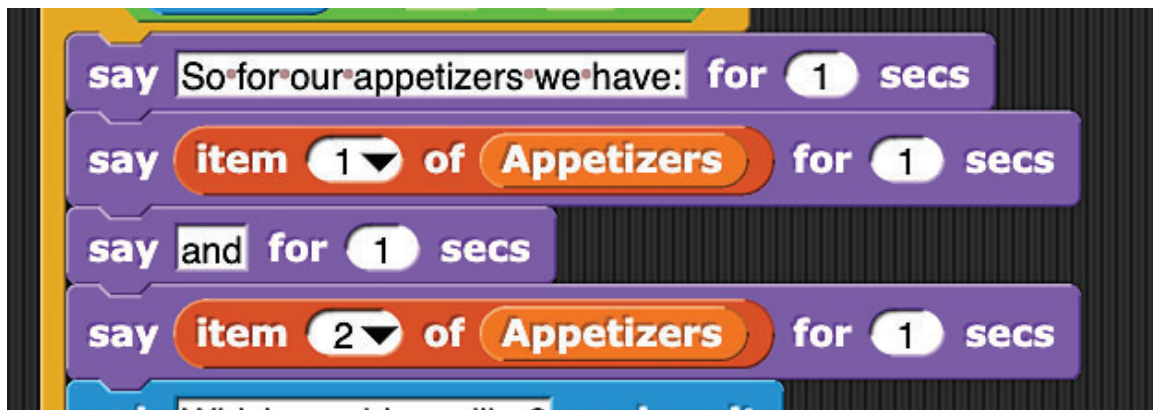 say So for our appetizers we have: for 1 secs
say item 1 of Appetizers for 1 secs
say and for 1 secs
say item 2 of Appetizers for 1 secs